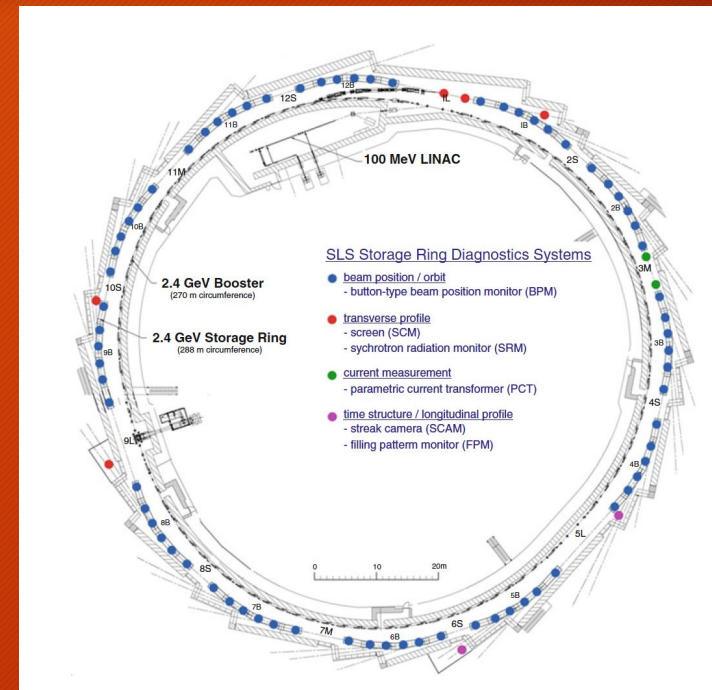 12B
12S
1L
11B
1B
100 MeV LINAC
2S
11M
2B
10B
SLS Storage Ring Diagnostics Systems
3M
beam position / orbit
- button-type beam position monitor (BPM)
10S
2.4 GeV Booster
(270 m circumference)
transverse profile
- screen (SCM)
- sychrotron radiation monitor (SRM)
2.4 GeV Storage Ring
(288 m circumference)
3B
9B
current measurement
- parametric current transformer (PCT)
4S
time structure / longitudinal profile
- streak camera (SCAM)
- filling patterm monitor (FPM)
9L
4B
8B
5L
8S
0 10 20m
5B
7B
6S
7M
6B